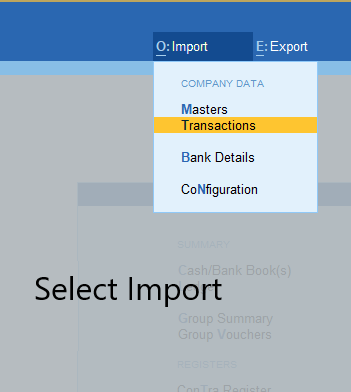 O: Import E: Export
COMPANY DATA
Masters
Transactions
Bank Details
CoNfiguration
SUMMARY
Cash/Bank Book(s)
Select Import
Group Summary
Group Vouchers
REGISTERS
ConTra Register